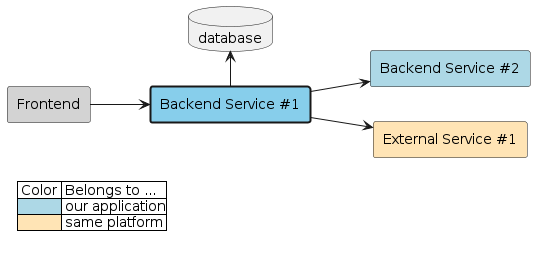 database
Frontend
Backend Service #1
Backend Service #2
External Service #1
Color Belongs to ...
our application
same platform